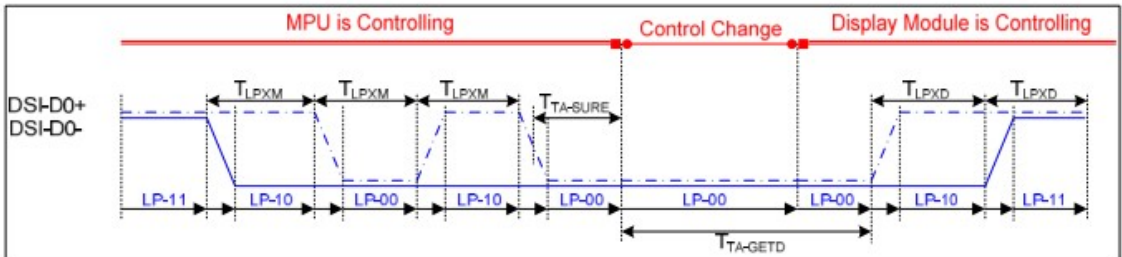 MPU is Controlling Control Change Display Module is Controlling
TLPXM TLPXM TLPXM TTA-SURE TLPXD TLPXD
DSI-D0+
DSI-D0-
LP-11 LP-10 LP-00 LP-10 LP-00 LP-00 LP-00 LP-10 LP-11
TTA-GETD